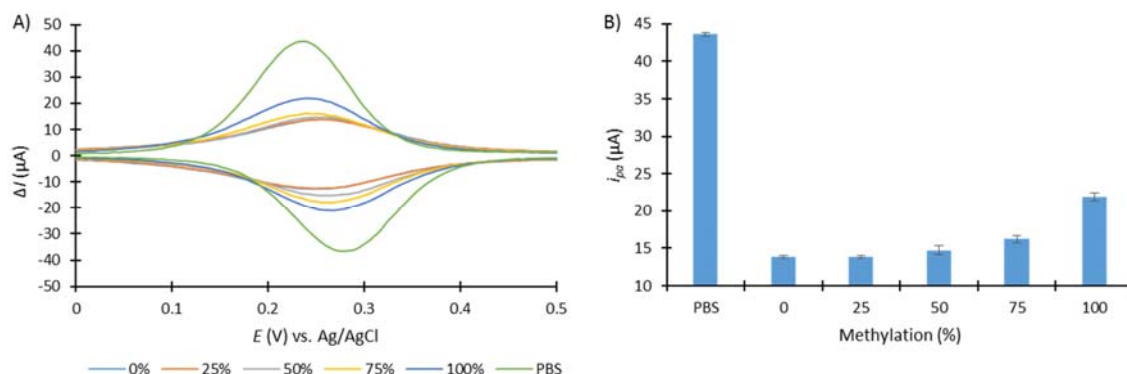 A)
50
40
30
20
10
0
-10
-20
-30
-40
-50
ΔI (µA)
0 0.1 0.2 0.3 0.4 0.5
E (V) vs. Ag/AgCl
0% 25% 50% 75% 100% PBS
B)
45
40
35
30
25
20
15
10
ipa (µA)
PBS 0 25 50 75 100
Methylation (%)